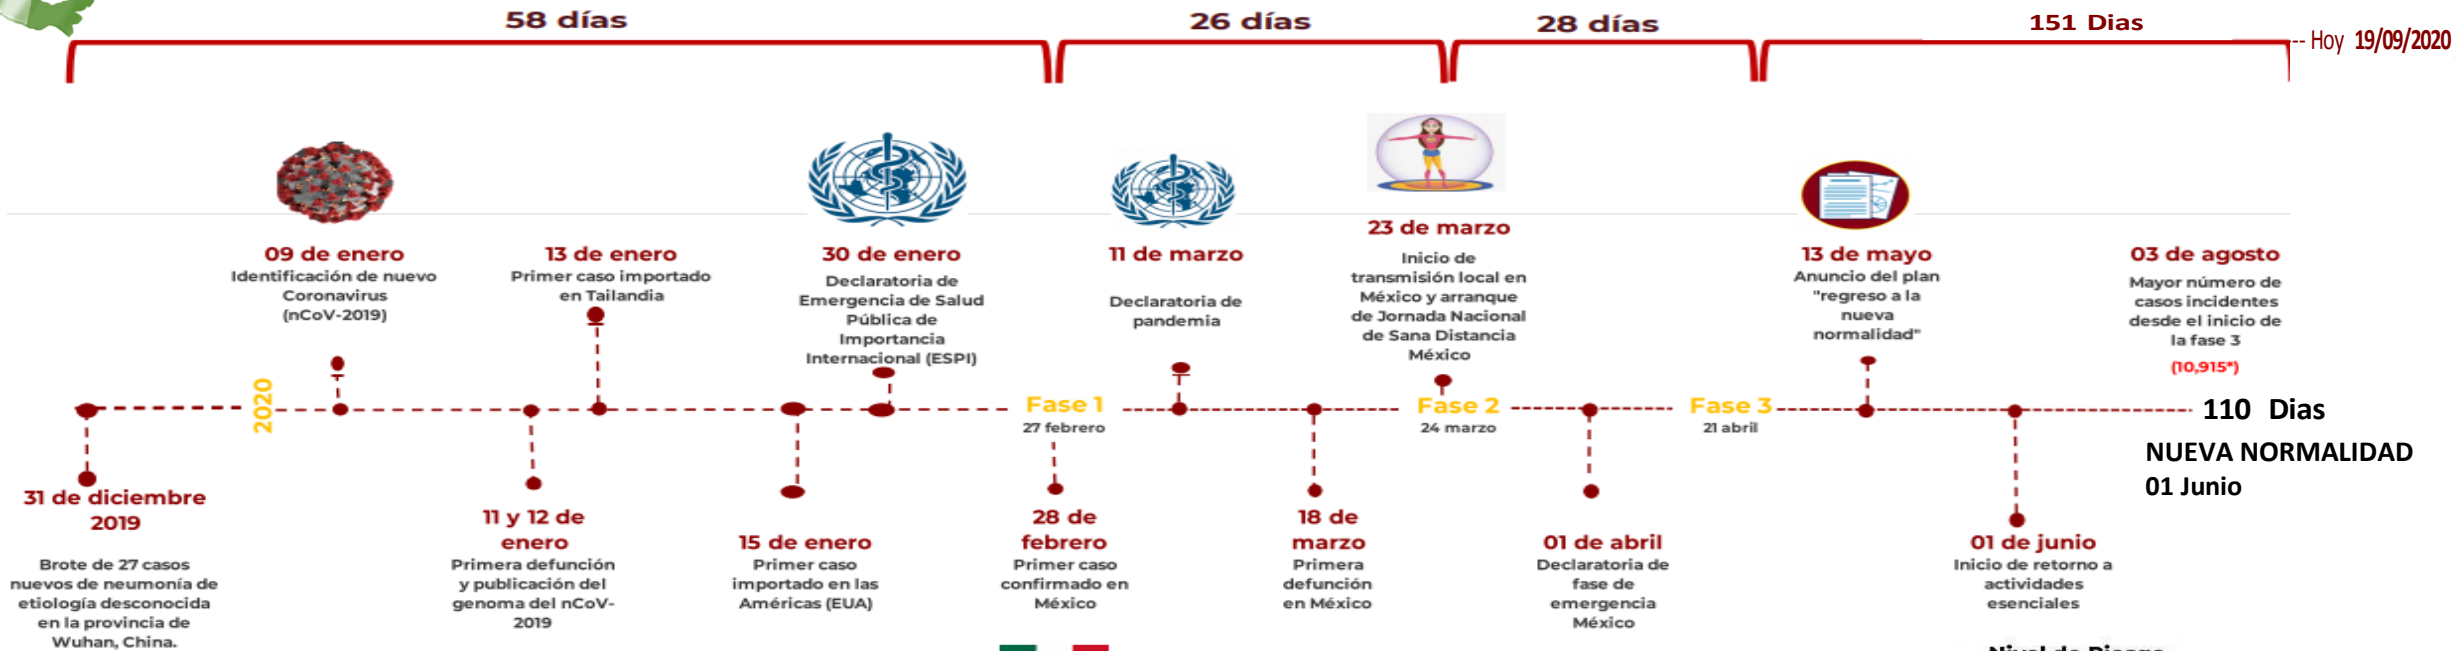 58 días
26 días
28 días
151 Dias
-- Hoy 19/09/2020
09 de enero
Identificación de nuevo
Coronavirus
(nCoV-2019)
13 de enero
Primer caso importado
en Tailandia
30 de enero
Declaratoria de
Emergencia de Salud
Pública de
Importancia
Internacional (ESPI)
11 de marzo
Declaratoria de
pandemia
23 de marzo
Inicio de
transmisión local en
México y arranque
de Jornada Nacional
de Sana Distancia
México
13 de mayo
Anuncio del plan
"regreso a la
nueva
normalidad"
03 de agosto
Mayor número de
casos incidentes
desde el inicio de
la fase 3
(10,915*)
2020
Fase 1
27 febrero
Fase 2
24 marzo
Fase 3
21 abril
110 Dias
NUEVA NORMALIDAD
01 Junio
31 de diciembre
2019
Brote de 27 casos
nuevos de neumonía de
etiología desconocida
en la provincia de
Wuhan, China.
11 y 12 de
enero
Primera defunción
y publicación del
genoma del nCoV-
2019
15 de enero
Primer caso
importado en las
Américas (EUA)
28 de
febrero
Primer caso
confirmado en
México
18 de
marzo
Primera
defunción
en México
01 de abril
Declaratoria de
fase de
emergencia
México
01 de junio
Inicio de retorno a
actividades
esenciales
Nivel de Riesgo